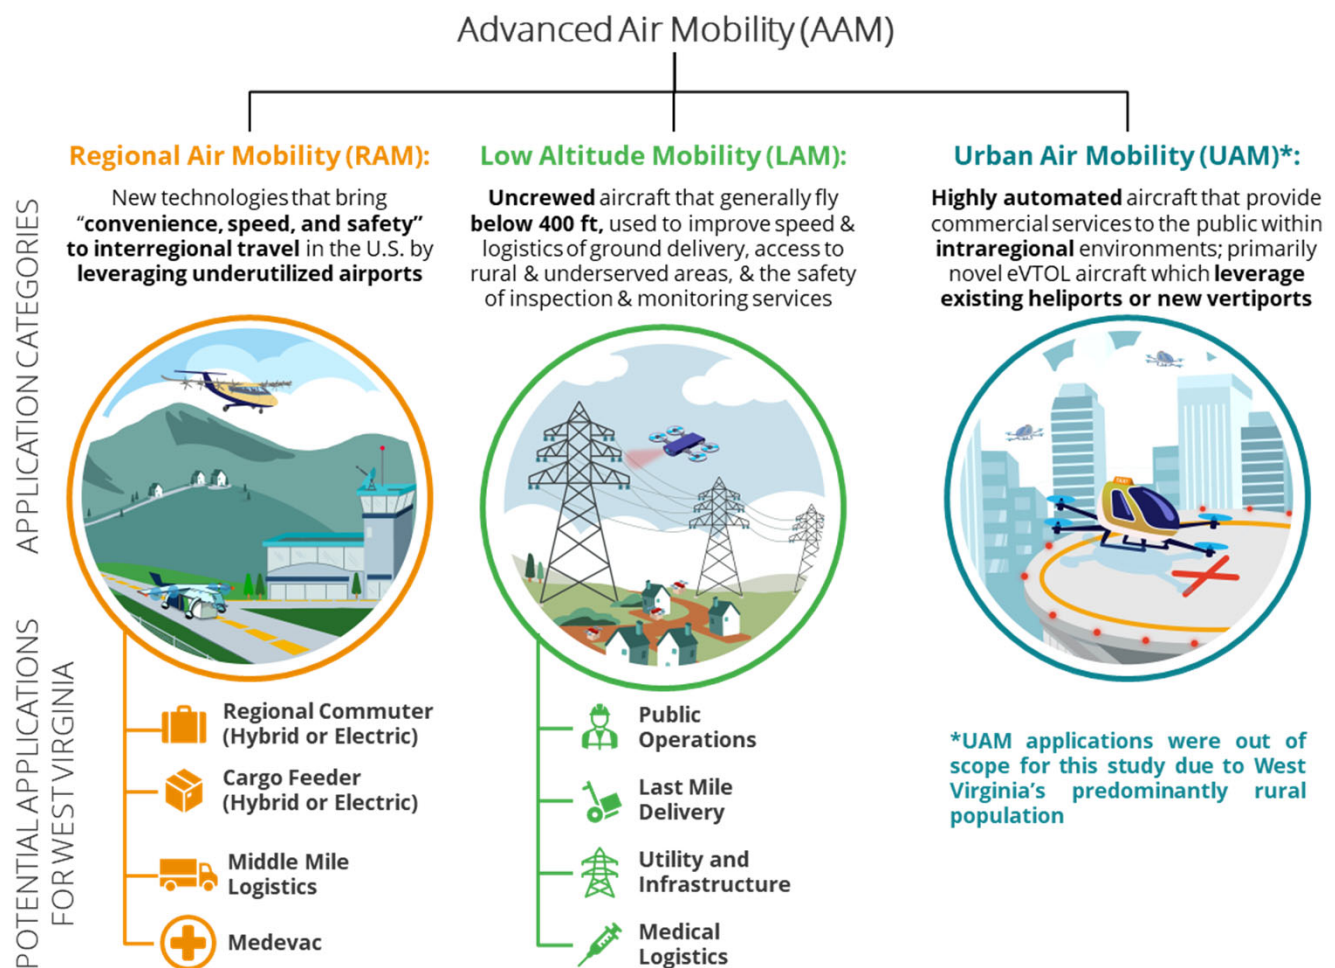 Advanced Air Mobility (AAM)
APPLICATION CATEGORIES
Regional Air Mobility (RAM):
New technologies that bring
“convenience, speed, and safety”
to interregional travel in the U.S. by
leveraging underutilized airports
Low Altitude Mobility (LAM):
Uncrewed aircraft that generally fly
below 400 ft, used to improve speed &
logistics of ground delivery, access to
rural & underserved areas, & the safety
of inspection & monitoring services
Urban Air Mobility (UAM)*:
Highly automated aircraft that provide
commercial services to the public within
intraregional environments; primarily
novel eVTOL aircraft which leverage
existing heliports or new vertiports
TAXI
POTENTIAL APPLICATIONS
FOR WEST VIRGINIA
Regional Commuter
(Hybrid or Electric)
Cargo Feeder
(Hybrid or Electric)
Middle Mile
Logistics
Medevac
Public
Operations
Last Mile
Delivery
Utility and
Infrastructure
Medical
Logistics
*UAM applications were out of
scope for this study due to West
Virginia’s predominantly rural
population